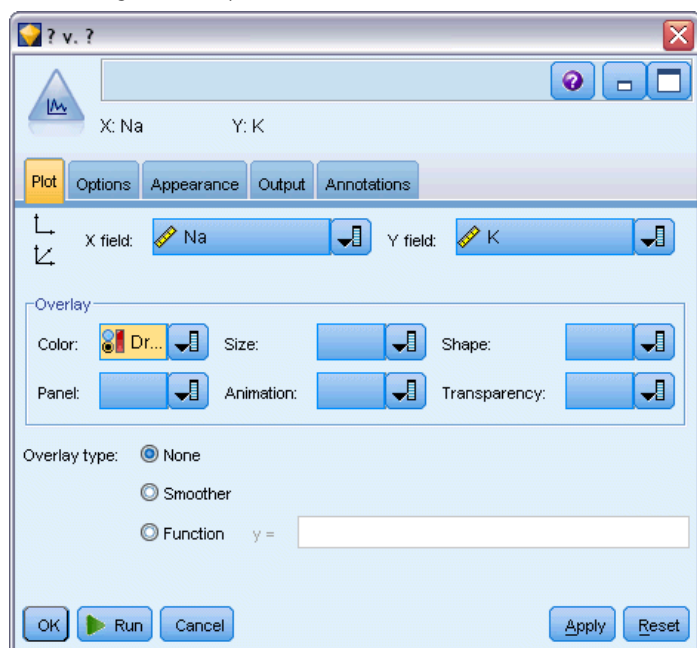 ? v. ?
X: Na Y: K
Plot Options Appearance Output Annotations
X field: Na Y field: K
Overlay
Color: Dr... Size: Shape:
Panel: Animation: Transparency:
Overlay type: None
Smoother
Function y =
OK Run Cancel Apply Reset